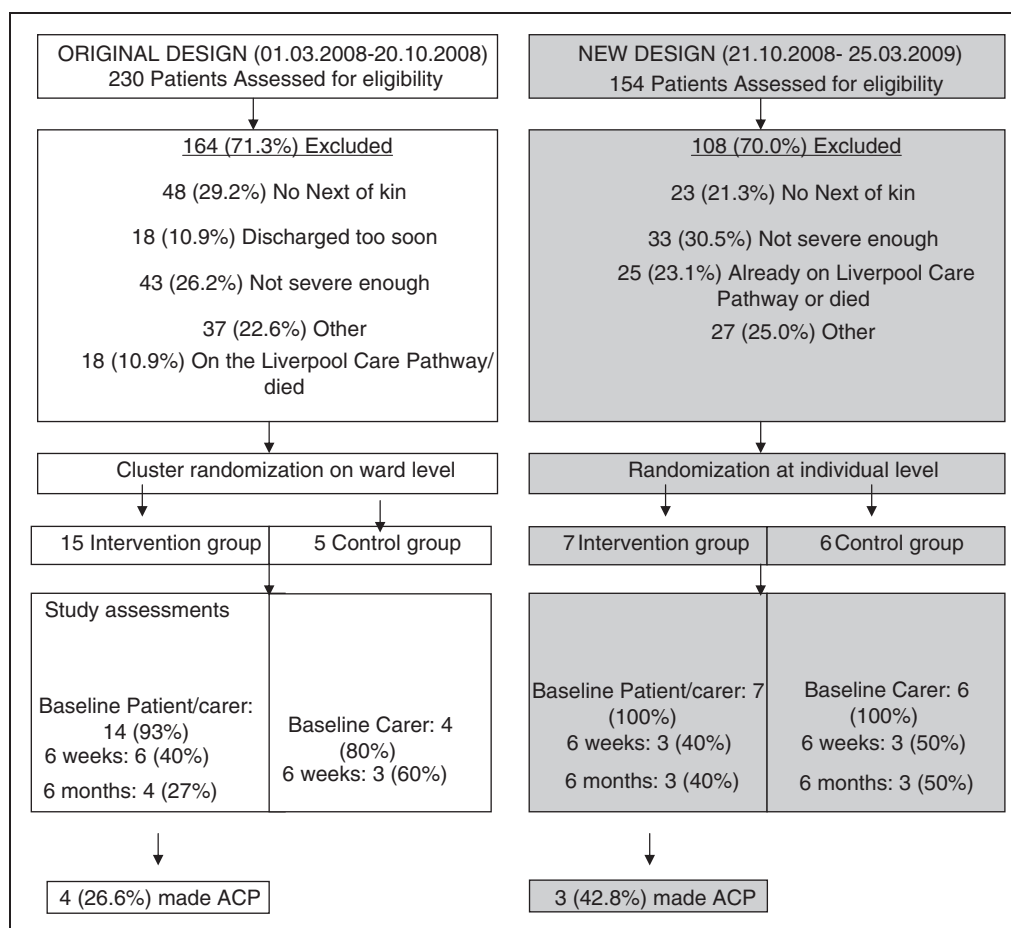 ORIGINAL DESIGN (01.03.2008-20.10.2008)
230 Patients Assessed for eligibility
164 (71.3%) Excluded
48 (29.2%) No Next of kin
18 (10.9%) Discharged too soon
43 (26.2%) Not severe enough
37 (22.6%) Other
18 (10.9%) On the Liverpool Care Pathway/
died
Cluster randomization on ward level
15 Intervention group
5 Control group
Study assessments
Baseline Patient/carer:
14 (93%)
6 weeks: 6 (40%)
6 months: 4 (27%)
Baseline Carer: 4
(80%)
6 weeks: 3 (60%)
4 (26.6%) made ACP
NEW DESIGN (21.10.2008- 25.03.2009)
154 Patients Assessed for eligibility
108 (70.0%) Excluded
23 (21.3%) No Next of kin
33 (30.5%) Not severe enough
25 (23.1%) Already on Liverpool Care
Pathway or died
27 (25.0%) Other
Randomization at individual level
7 Intervention group
6 Control group
Baseline Patient/carer: 7
(100%)
6 weeks: 3 (40%)
6 months: 3 (40%)
Baseline Carer: 6
(100%)
6 weeks: 3 (50%)
6 months: 3 (50%)
3 (42.8%) made ACP